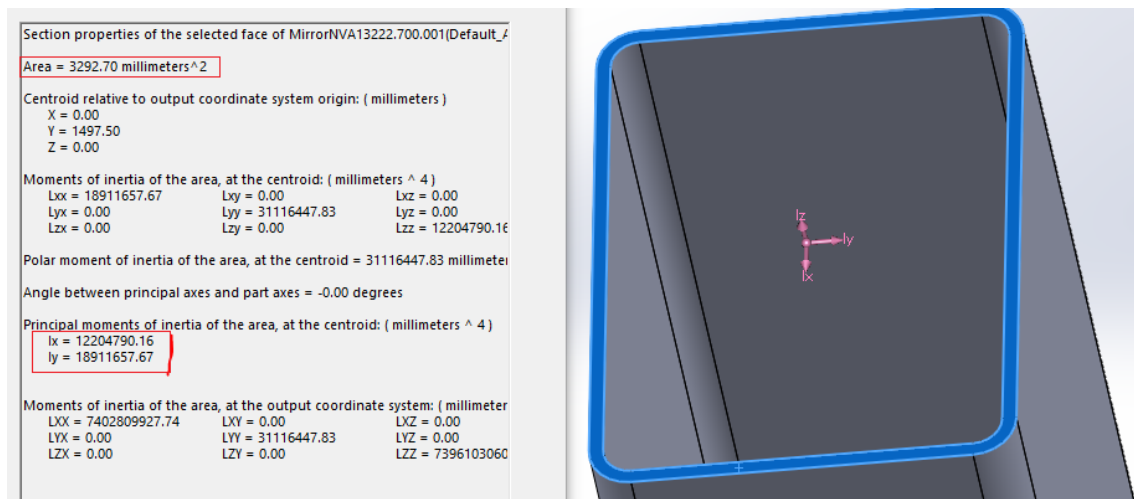 Section properties of the selected face of MirrorNVA13222.700.001(Default_A
Area = 3292.70 millimeters^2
Centroid relative to output coordinate system origin: ( millimeters )
X = 0.00
Y = 1497.50
Z = 0.00
Moments of inertia of the area, at the centroid: ( millimeters ^ 4 )
Lxx = 18911657.67 Lxy = 0.00 Lxz = 0.00
Lyx = 0.00 Lyy = 31116447.83 Lyz = 0.00
Lzx = 0.00 Lzy = 0.00 Lzz = 12204790.16
Polar moment of inertia of the area, at the centroid = 31116447.83 millimeter
Angle between principal axes and part axes = -0.00 degrees
Principal moments of inertia of the area, at the centroid: ( millimeters ^ 4 )
Ix = 12204790.16
Iy = 18911657.67
Moments of inertia of the area, at the output coordinate system: ( millimeter
LXX = 7402809927.74 LXY = 0.00 LXZ = 0.00
LYX = 0.00 LYY = 31116447.83 LYZ = 0.00
LZX = 0.00 LZY = 0.00 LZZ = 7396103060
Iz
Iy
Ix